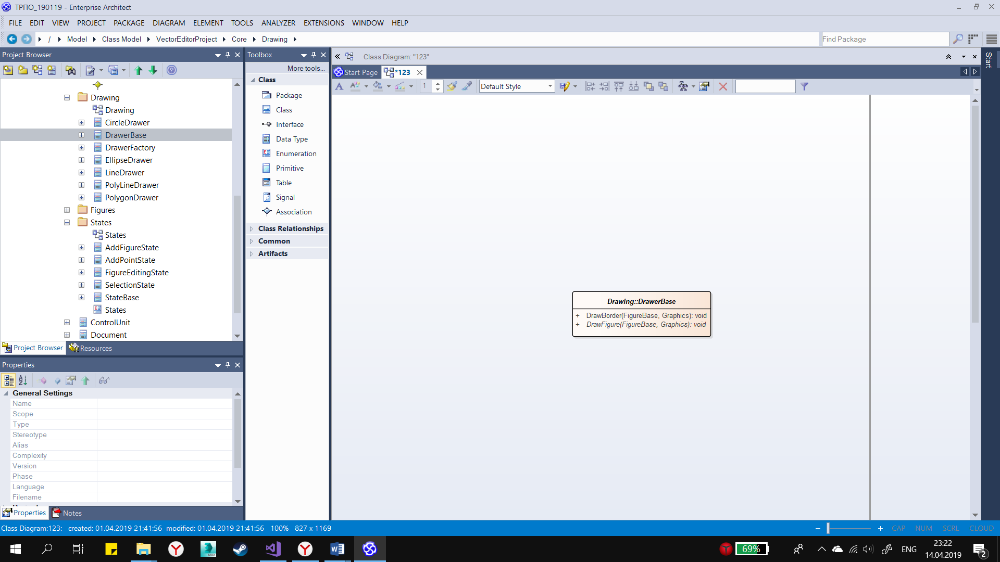 ТРПО_190119 - Enterprise Architect
FILE EDIT VIEW PROJECT PACKAGE DIAGRAM ELEMENT TOOLS ANALYZER EXTENSIONS WINDOW HELP
/ Model Class Model VectorEditorProject Core Drawing
Find Package
Project Browser
Drawing
Drawing
CircleDrawer
DrawerBase
DrawerFactory
EllipseDrawer
LineDrawer
PolyLineDrawer
PolygonDrawer
Figures
States
States
AddFigureState
AddPointState
FigureEditingState
SelectionState
StateBase
States
ControlUnit
Document
Project Browser Resources
Properties
General Settings
Name
Scope
Type
Stereotype
Alias
Complexity
Version
Phase
Language
Filename
Properties Notes
Toolbox
More tools...
Class
Package
Class
Interface
Data Type
Enumeration
Primitive
Table
Signal
Association
Class Relationships
Common
Artifacts
Class Diagram: "123"
Start Page *123
1 Default Style
Drawing::DrawerBase
+ DrawBorder(FigureBase, Graphics): void
+ DrawFigure(FigureBase, Graphics): void
Start
Class Diagram:123: created: 01.04.2019 21:41:56 modified: 01.04.2019 21:41:56 100% 827 x 1169
CAP NUM SCRL CLOUD
69%
ENG
23:22
14.04.2019
2